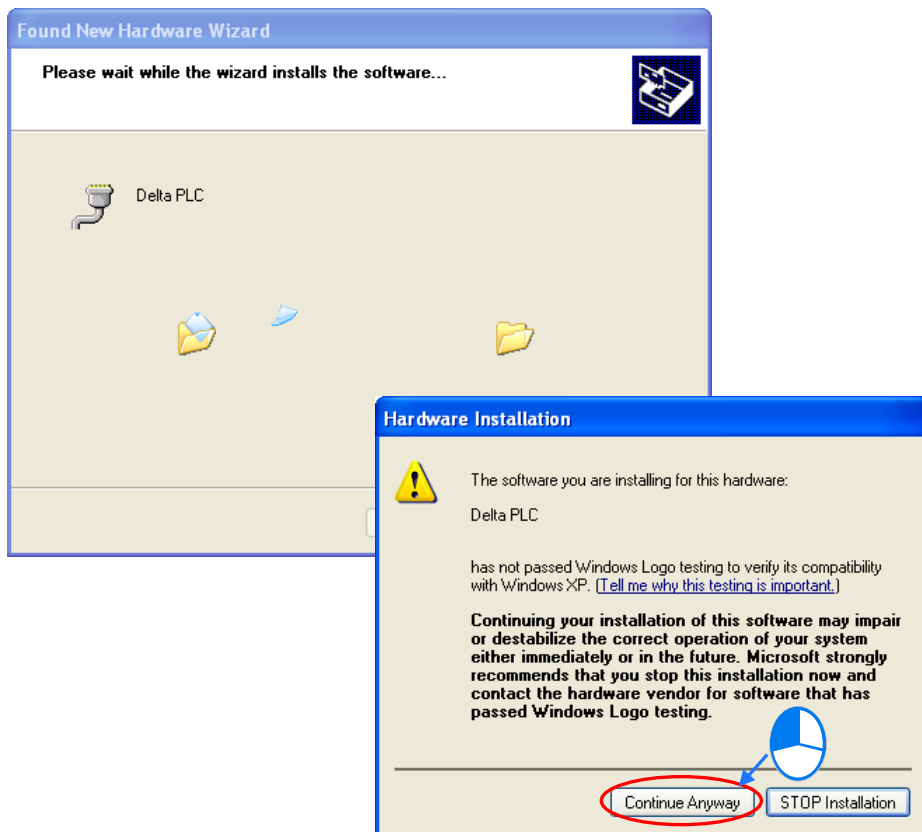 Found New Hardware Wizard
Please wait while the wizard installs the software...
Delta PLC
Hardware Installation
The software you are installing for this hardware:
Delta PLC
has not passed Windows Logo testing to verify its compatibility
with Windows XP. (Tell me why this testing is important.)
Continuing your installation of this software may impair
or destabilize the correct operation of your system
either immediately or in the future. Microsoft strongly
recommends that you stop this installation now and
contact the hardware vendor for software that has
passed Windows Logo testing.
Continue Anyway
STOP Installation